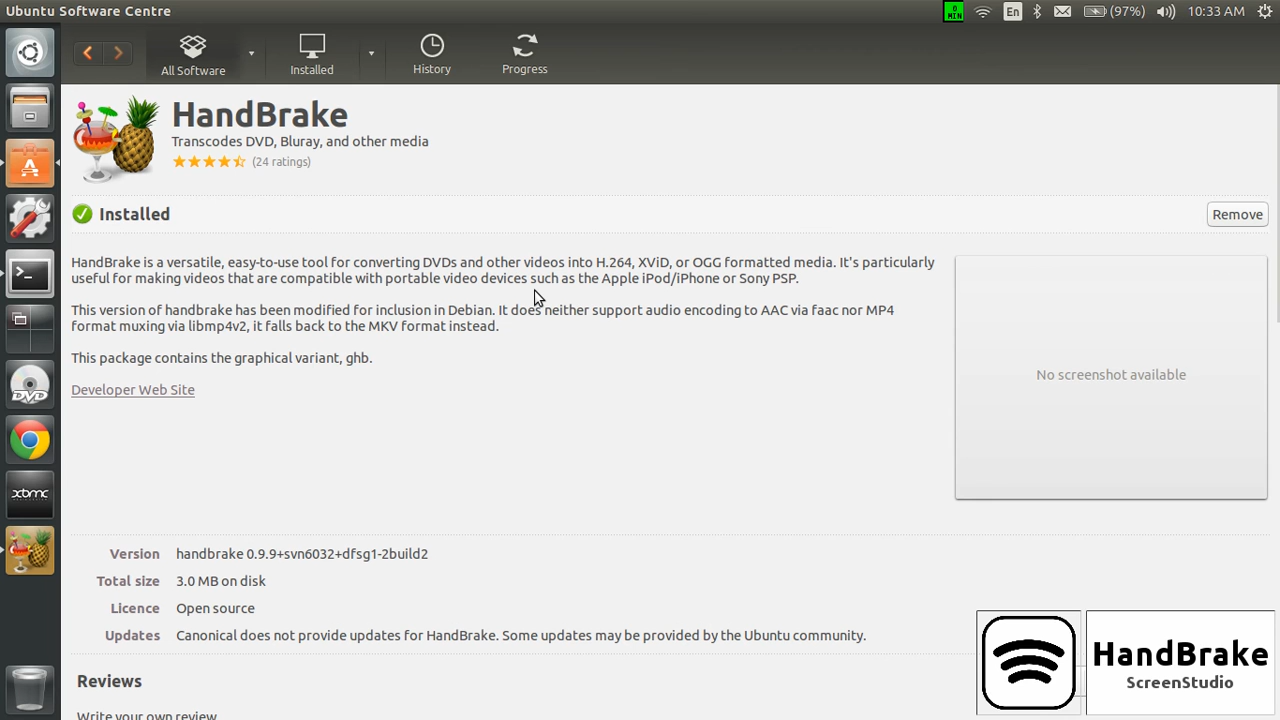 Ubuntu Software Centre
0 MIN En (97%) 10:33 AM
All Software Installed History Progress
HandBrake
Transcodes DVD, Bluray, and other media
(24 ratings)
Installed
Remove
HandBrake is a versatile, easy-to-use tool for converting DVDs and other videos into H.264, XViD, or OGG formatted media. It's particularly
useful for making videos that are compatible with portable video devices such as the Apple iPod/iPhone or Sony PSP.
This version of handbrake has been modified for inclusion in Debian. It does neither support audio encoding to AAC via faac nor MP4
format muxing via libmp4v2, it falls back to the MKV format instead.
This package contains the graphical variant, ghb.
Developer Web Site
No screenshot available
DVD
xbmc
Version handbrake 0.9.9+svn6032+dfsg1-2build2
Total size 3.0 MB on disk
Licence Open source
Updates Canonical does not provide updates for HandBrake. Some updates may be provided by the Ubuntu community.
Reviews
Write your own review
HandBrake
ScreenStudio